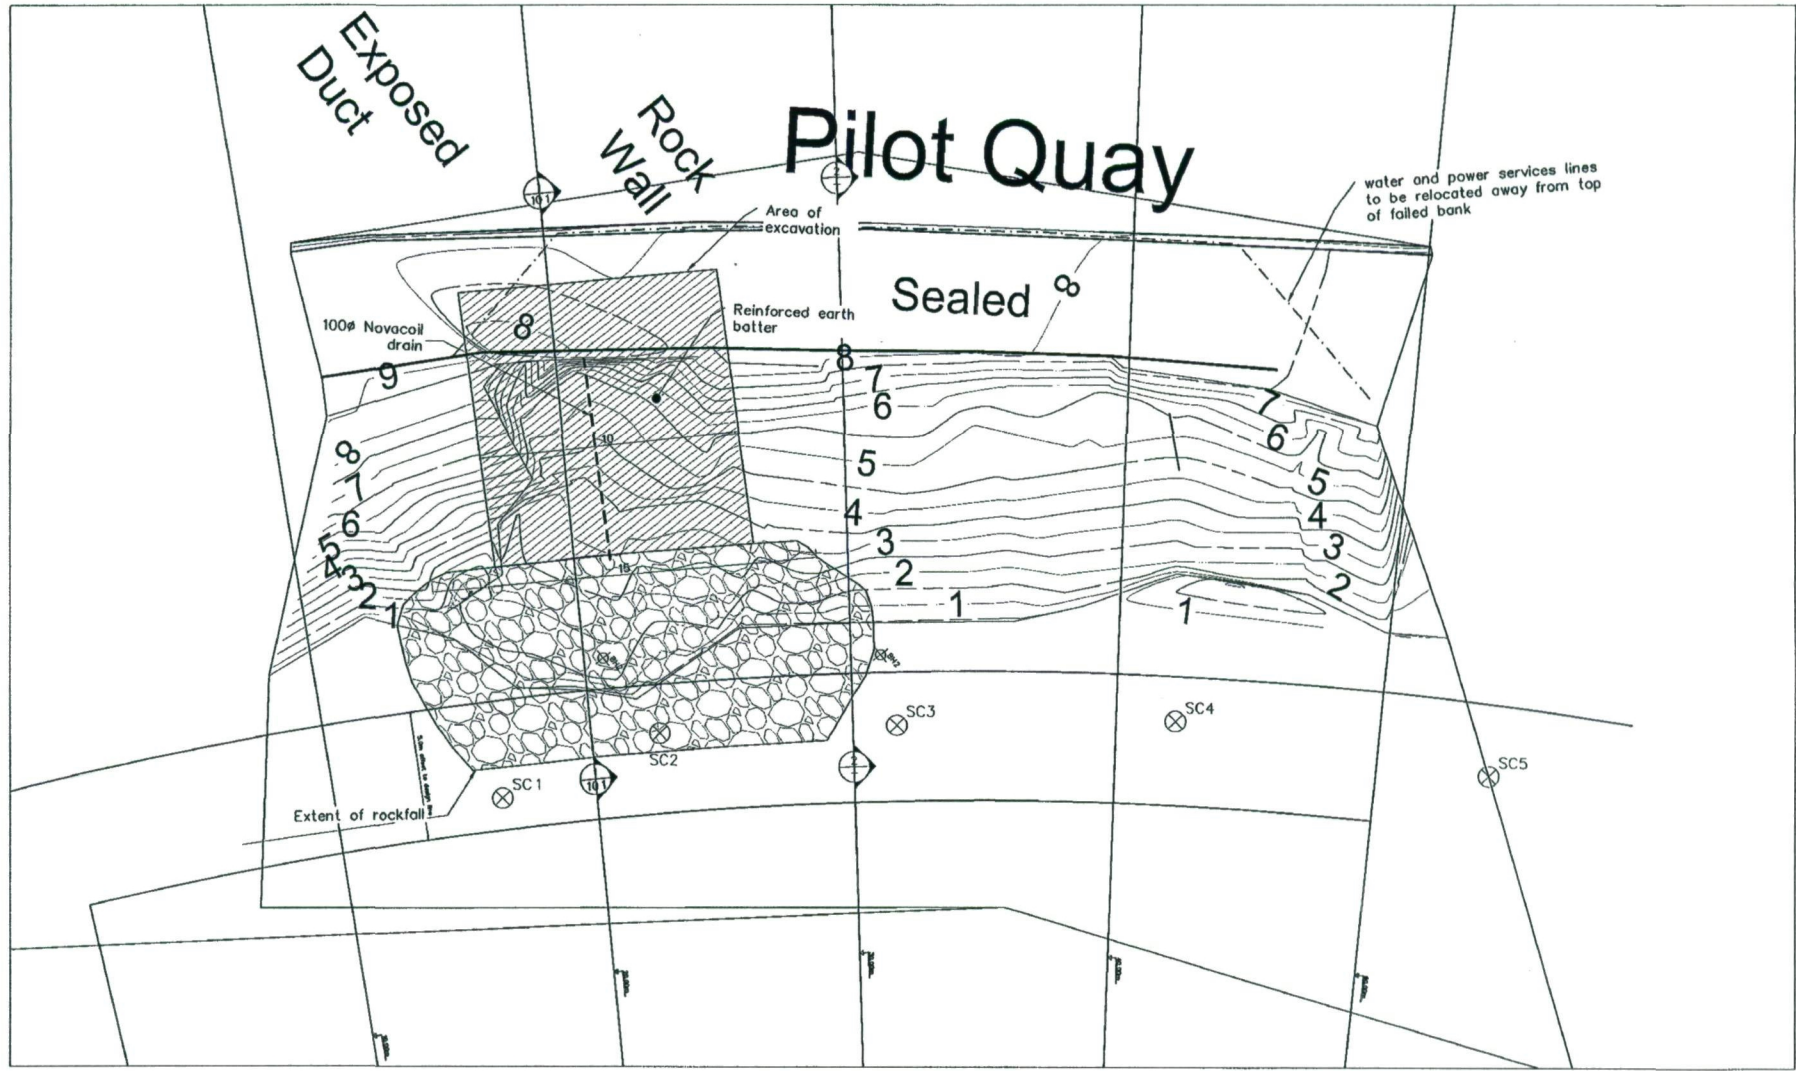 Exposed
Duct
Rock
Wall
Pilot Quay
water and power services lines
to be relocated away from top
of failed bank
Area of
excavation
Sealed
8
Reinforced earth
batter
100ø Novacoil
drain
8
9
8
7
6
5
4
3
2
1
8
7
6
5
4
3
2
1
7
6
5
4
3
2
1
10
15
SC1
SC2
SC3
SC4
SC5
Extent of rockfall